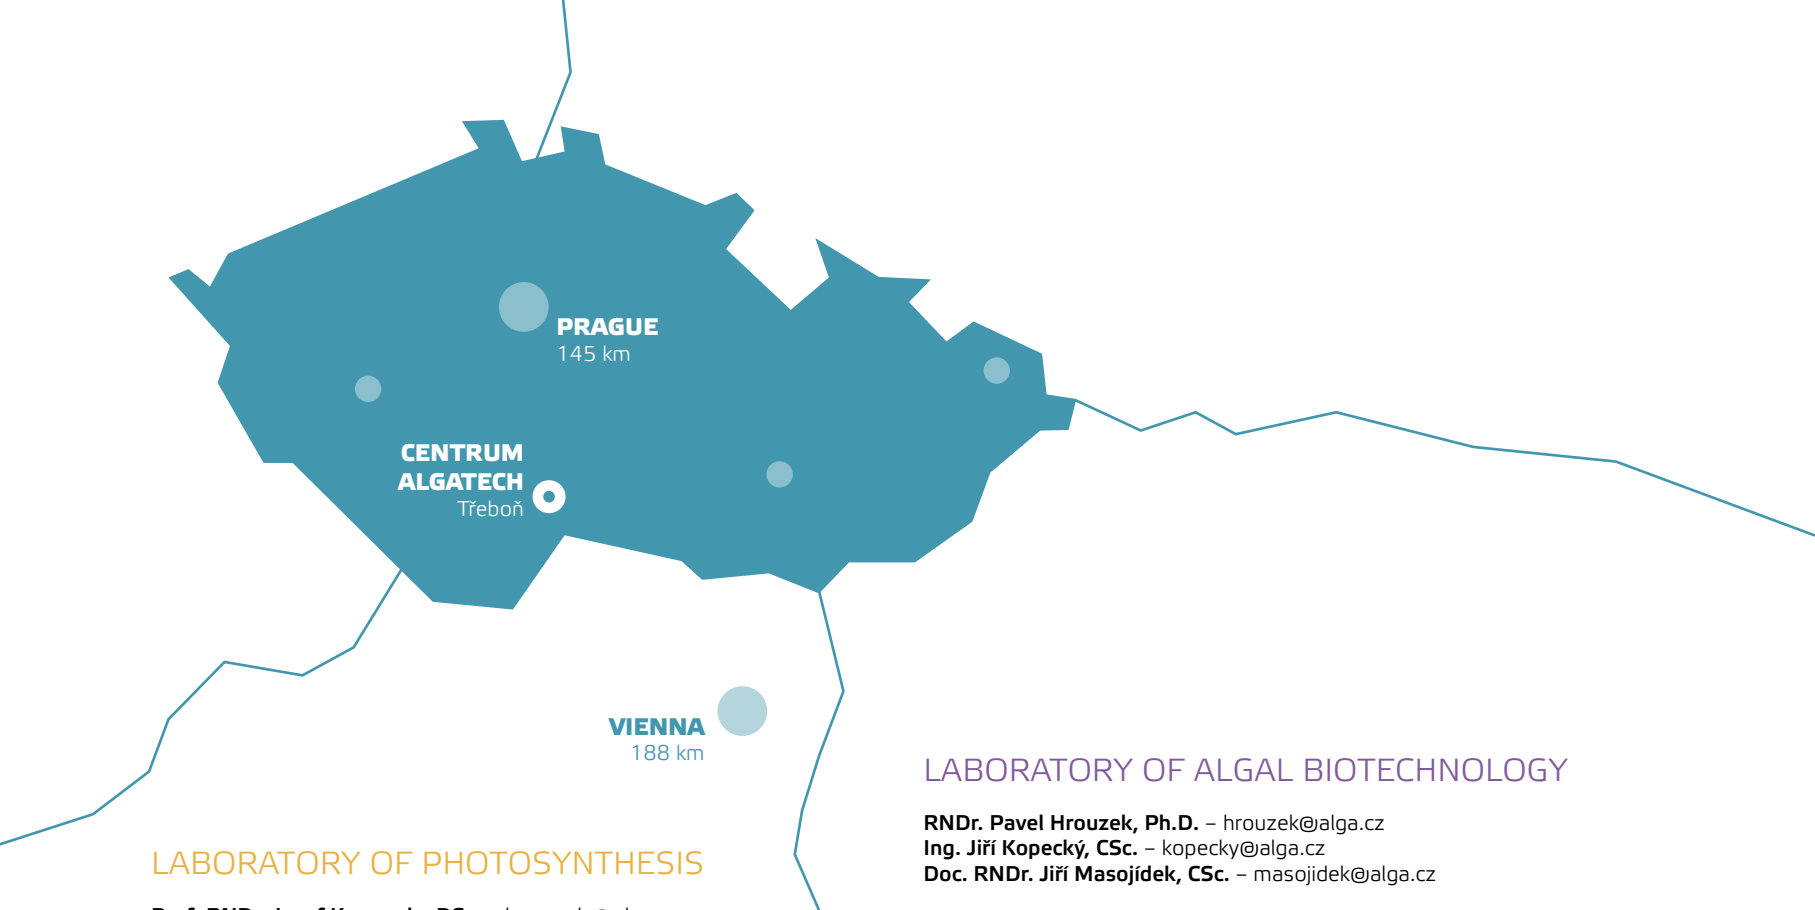 PRAGUE
145 km
CENTRUM
ALGATECH
Třeboň
VIENNA
188 km
LABORATORY OF ALGAL BIOTECHNOLOGY
RNDr. Pavel Hrouzek, Ph.D. – hrouzek@alga.cz
Ing. Jiří Kopecký, CSc. – kopecky@alga.cz
Doc. RNDr. Jiří Masojídek, CSc. – masojidek@alga.cz
LABORATORY OF PHOTOSYNTHESIS